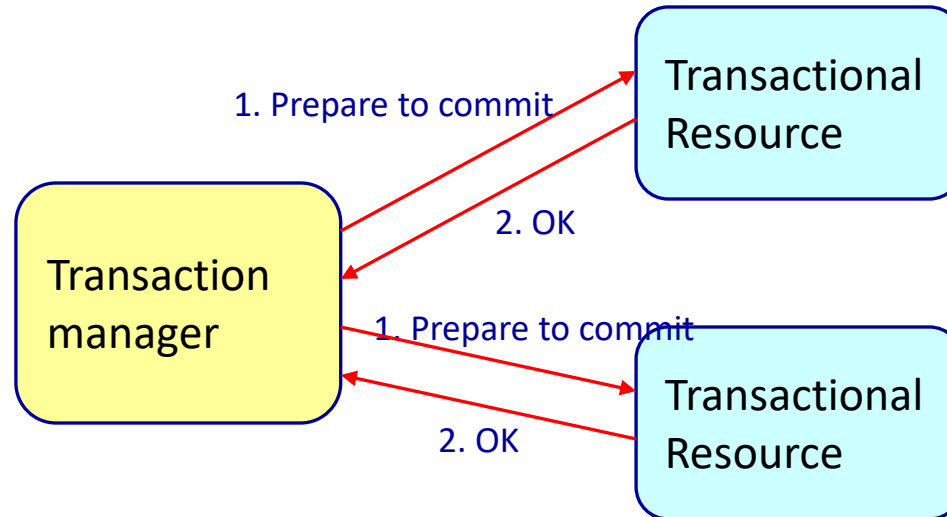 Transactional
Resource
1. Prepare to commit
2. OK
Transaction
manager
1. Prepare to commit
Transactional
Resource
2. OK